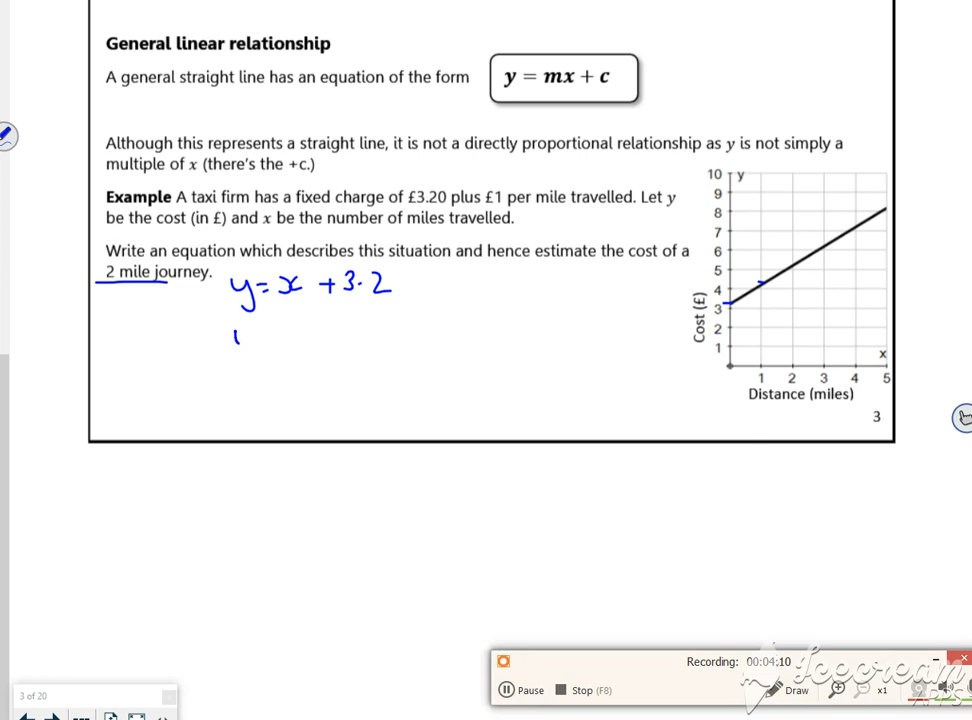 General linear relationship
A general straight line has an equation of the form y = mx + c
Although this represents a straight line, it is not a directly proportional relationship as y is not simply a
multiple of x (there's the +c.)
Example A taxi firm has a fixed charge of £3.20 plus £1 per mile travelled. Let y
be the cost (in £) and x be the number of miles travelled.
Write an equation which describes this situation and hence estimate the cost of a
2 mile journey.
y = x + 3.2
10 y
9
8
7
6
5
4
3
2
1
Cost (£)
x
1 2 3 4 5
Distance (miles)
3
Recording: 00:04:10
Pause Stop (F8) Draw x1
Icecream
APPS
3 of 20